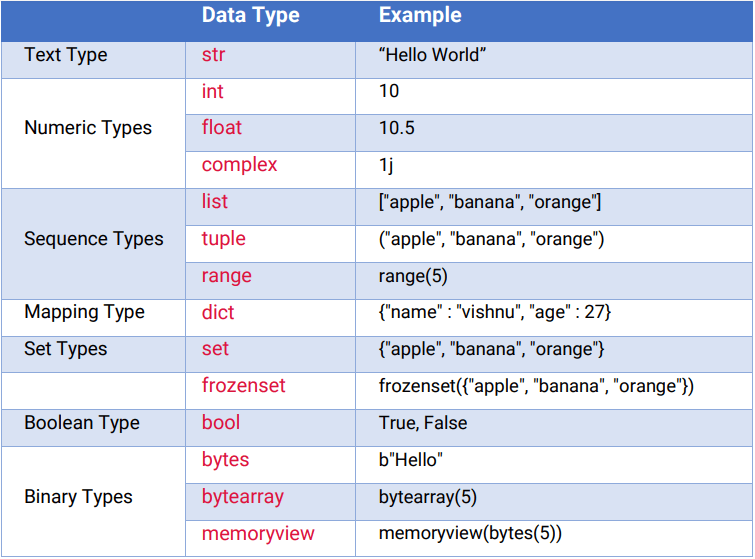 Data Type Example
Text Type str “Hello World”
int 10
Numeric Types float 10.5
complex 1j
list ["apple", "banana", "orange"]
Sequence Types tuple ("apple", "banana", "orange")
range range(5)
Mapping Type dict {"name" : "vishnu", "age" : 27}
Set Types set {"apple", "banana", "orange"}
frozenset frozenset({"apple", "banana", "orange"})
Boolean Type bool True, False
bytes b"Hello"
Binary Types bytearray bytearray(5)
memoryview memoryview(bytes(5))